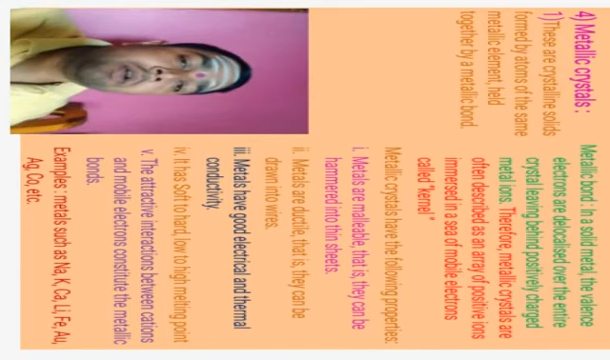 4) Metallic crystals :
1)These are crystalline solids
formed by atoms of the same
metallic element, held
together by a metallic bond.
Metallic bond : In a solid metal, the valence
electrons are delocalised over the entire
crystal leaving behind positively charged
metal ions. Therefore, metallic crystals are
often described as an array of positive ions
immersed in a sea of mobile electrons
called "kernel"
Metallic crystals have the following properties:
i. Metals are malleable, that is, they can be
hammered into thin sheets.
ii. Metals are ductile, that is, they can be
drawn into wires.
iii. Metals have good electrical and thermal
conductivity.
iv. It has Soft to hard, low to high melting point
v. The attractive interactions between cations
and mobile electrons constitute the metallic
bonds.
Examples : metals such as Na, K, Ca, Li, Fe, Au,
Ag, Co, etc.